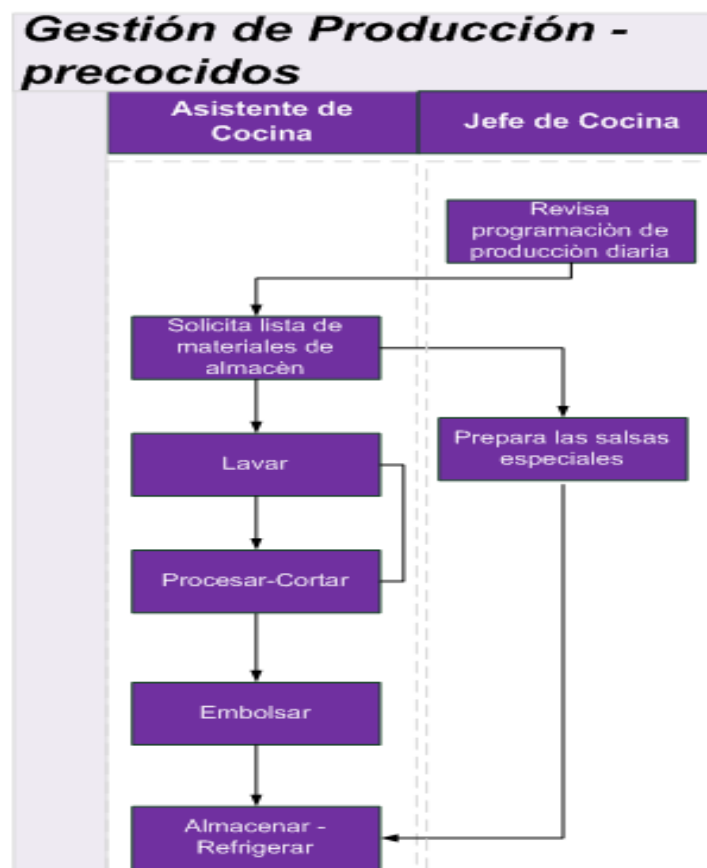 Gestión de Producción -
precocidos
Asistente de
Cocina
Jefe de Cocina
Revisa
programaciòn de
producciòn diaria
Solicita lista de
materiales de
almacèn
Prepara las salsas
especiales
Lavar
Procesar-Cortar
Embolsar
Almacenar -
Refrigerar